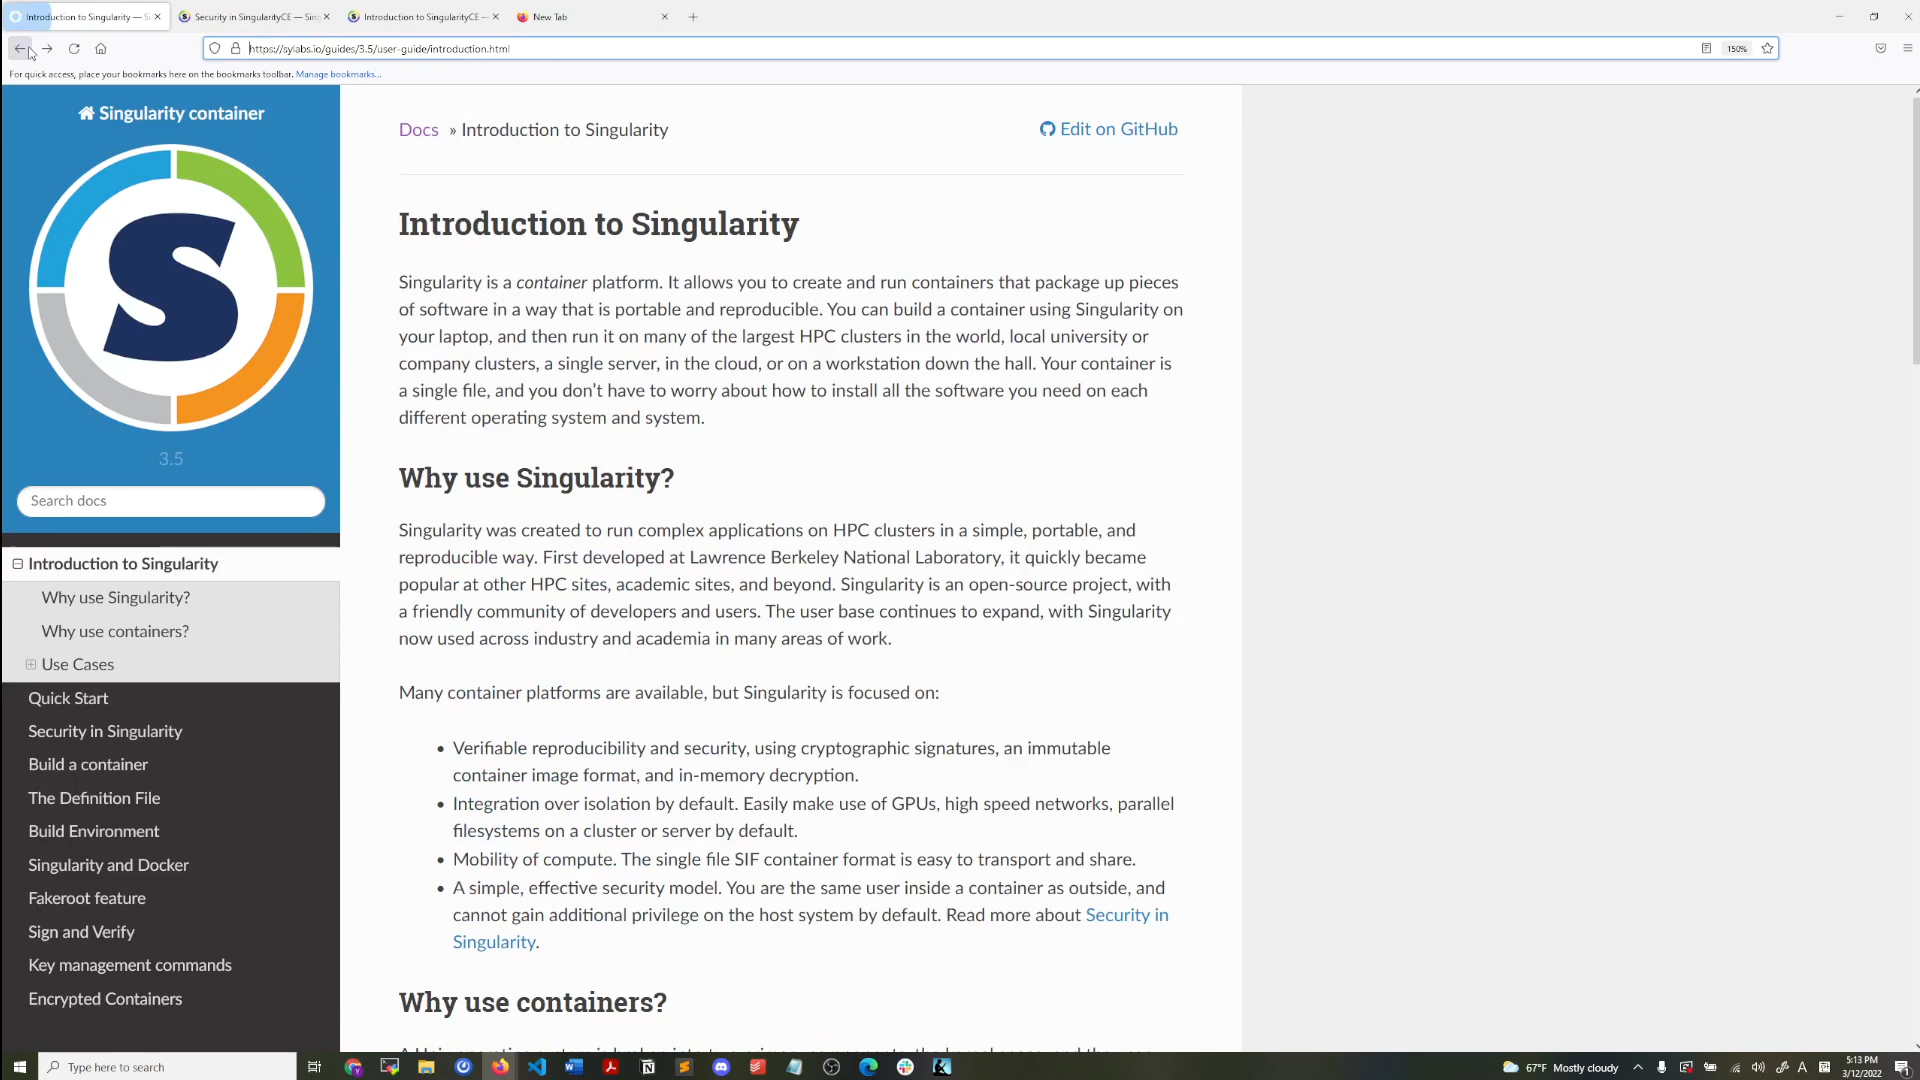 Introduction to Singularity — Si
Security in SingularityCE — Sing
Introduction to SingularityCE —
New Tab
https://sylabs.io/guides/3.5/user-guide/introduction.html
150%
For quick access, place your bookmarks here on the bookmarks toolbar. Manage bookmarks...
Singularity container
S
3.5
Search docs
Introduction to Singularity
Why use Singularity?
Why use containers?
Use Cases
Quick Start
Security in Singularity
Build a container
The Definition File
Build Environment
Singularity and Docker
Fakeroot feature
Sign and Verify
Key management commands
Encrypted Containers
Docs » Introduction to Singularity
Edit on GitHub
Introduction to Singularity
Singularity is a container platform. It allows you to create and run containers that package up pieces
of software in a way that is portable and reproducible. You can build a container using Singularity on
your laptop, and then run it on many of the largest HPC clusters in the world, local university or
company clusters, a single server, in the cloud, or on a workstation down the hall. Your container is
a single file, and you don't have to worry about how to install all the software you need on each
different operating system and system.
Why use Singularity?
Singularity was created to run complex applications on HPC clusters in a simple, portable, and
reproducible way. First developed at Lawrence Berkeley National Laboratory, it quickly became
popular at other HPC sites, academic sites, and beyond. Singularity is an open-source project, with
a friendly community of developers and users. The user base continues to expand, with Singularity
now used across industry and academia in many areas of work.
Many container platforms are available, but Singularity is focused on:
• Verifiable reproducibility and security, using cryptographic signatures, an immutable
container image format, and in-memory decryption.
• Integration over isolation by default. Easily make use of GPUs, high speed networks, parallel
filesystems on a cluster or server by default.
• Mobility of compute. The single file SIF container format is easy to transport and share.
• A simple, effective security model. You are the same user inside a container as outside, and
cannot gain additional privilege on the host system by default. Read more about Security in
Singularity.
Why use containers?
Type here to search
67°F Mostly cloudy
5:13 PM
3/12/2022